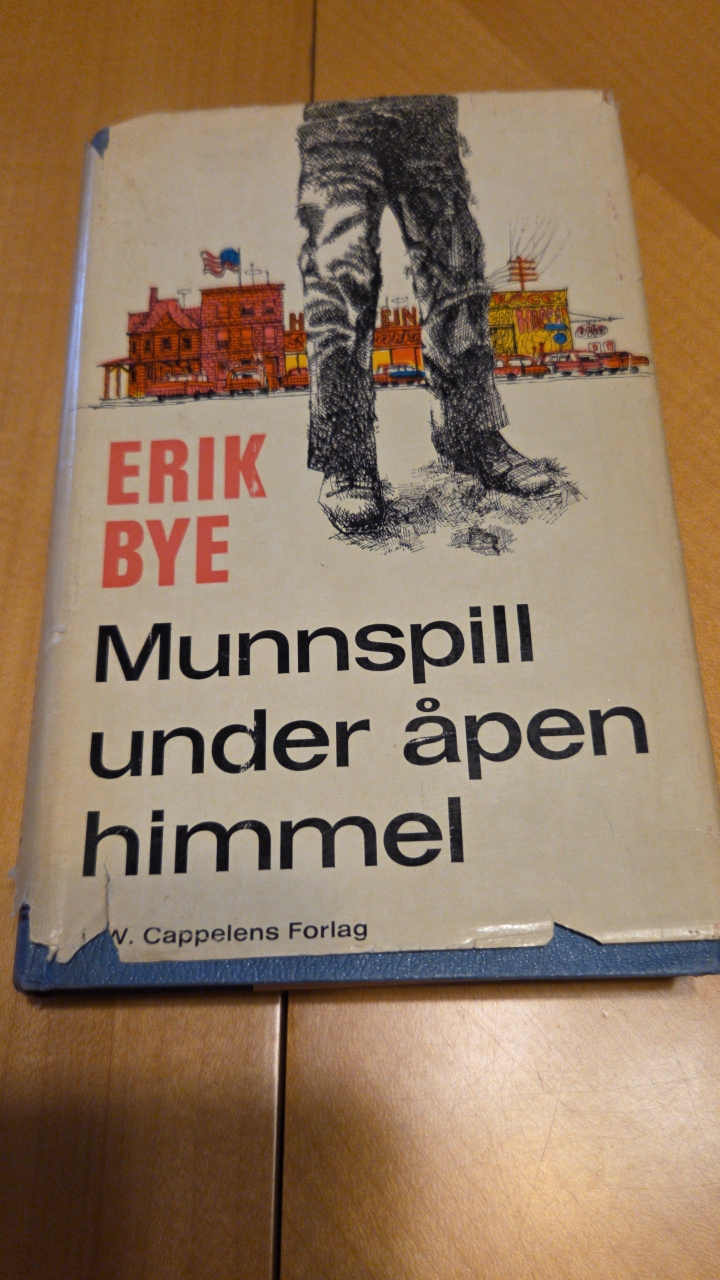 ERIK
BYE
Munnspill
under åpen
himmel
W. Cappelens Forlag